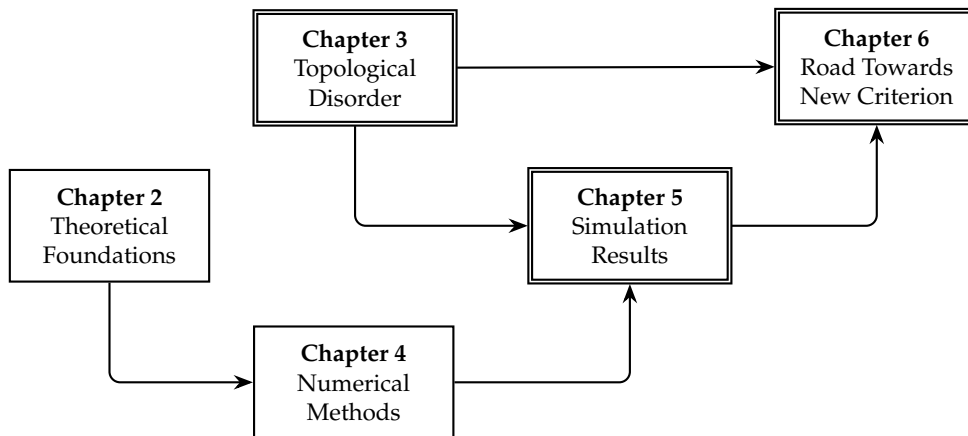 Chapter 3
Topological
Disorder
Chapter 6
Road Towards
New Criterion
Chapter 2
Theoretical
Foundations
Chapter 5
Simulation
Results
Chapter 4
Numerical
Methods